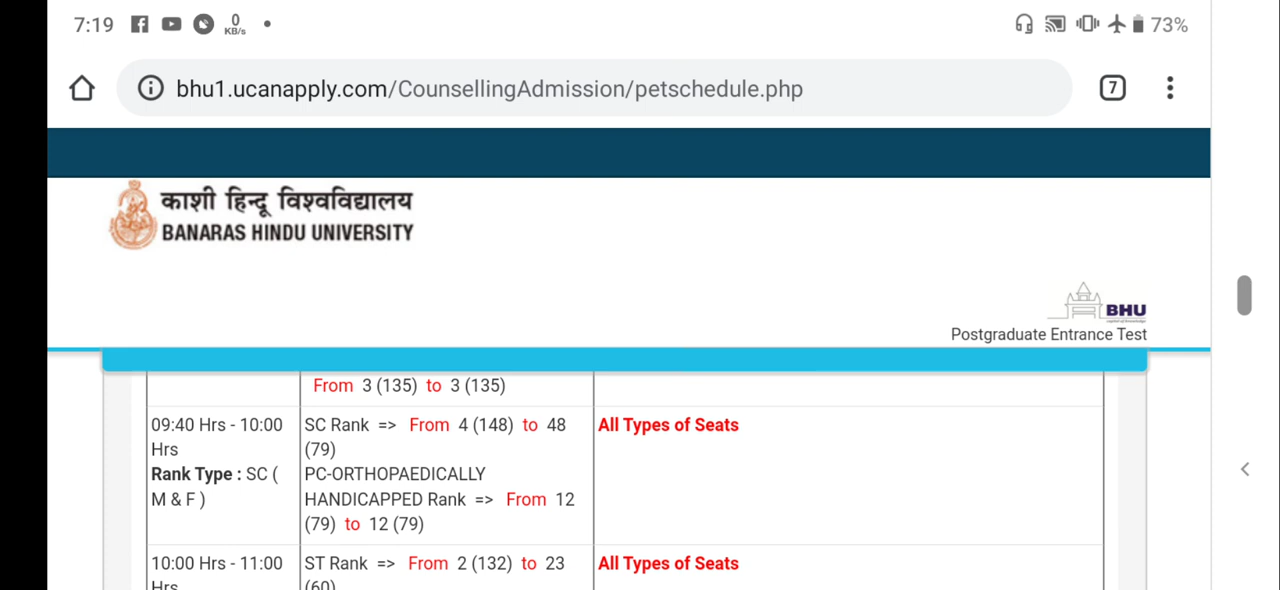 7:19 0 KB/s 73%
bhu1.ucanapply.com/CounsellingAdmission/petschedule.php 7
काशी हिन्दू विश्वविद्यालय
BANARAS HINDU UNIVERSITY
BHU
Postgraduate Entrance Test
From 3 (135) to 3 (135)
09:40 Hrs - 10:00
Hrs
Rank Type : SC (
M & F )
SC Rank => From 4 (148) to 48
(79)
PC-ORTHOPAEDICALLY
HANDICAPPED Rank => From 12
(79) to 12 (79)
All Types of Seats
10:00 Hrs - 11:00
Hrs
ST Rank => From 2 (132) to 23
(60)
All Types of Seats